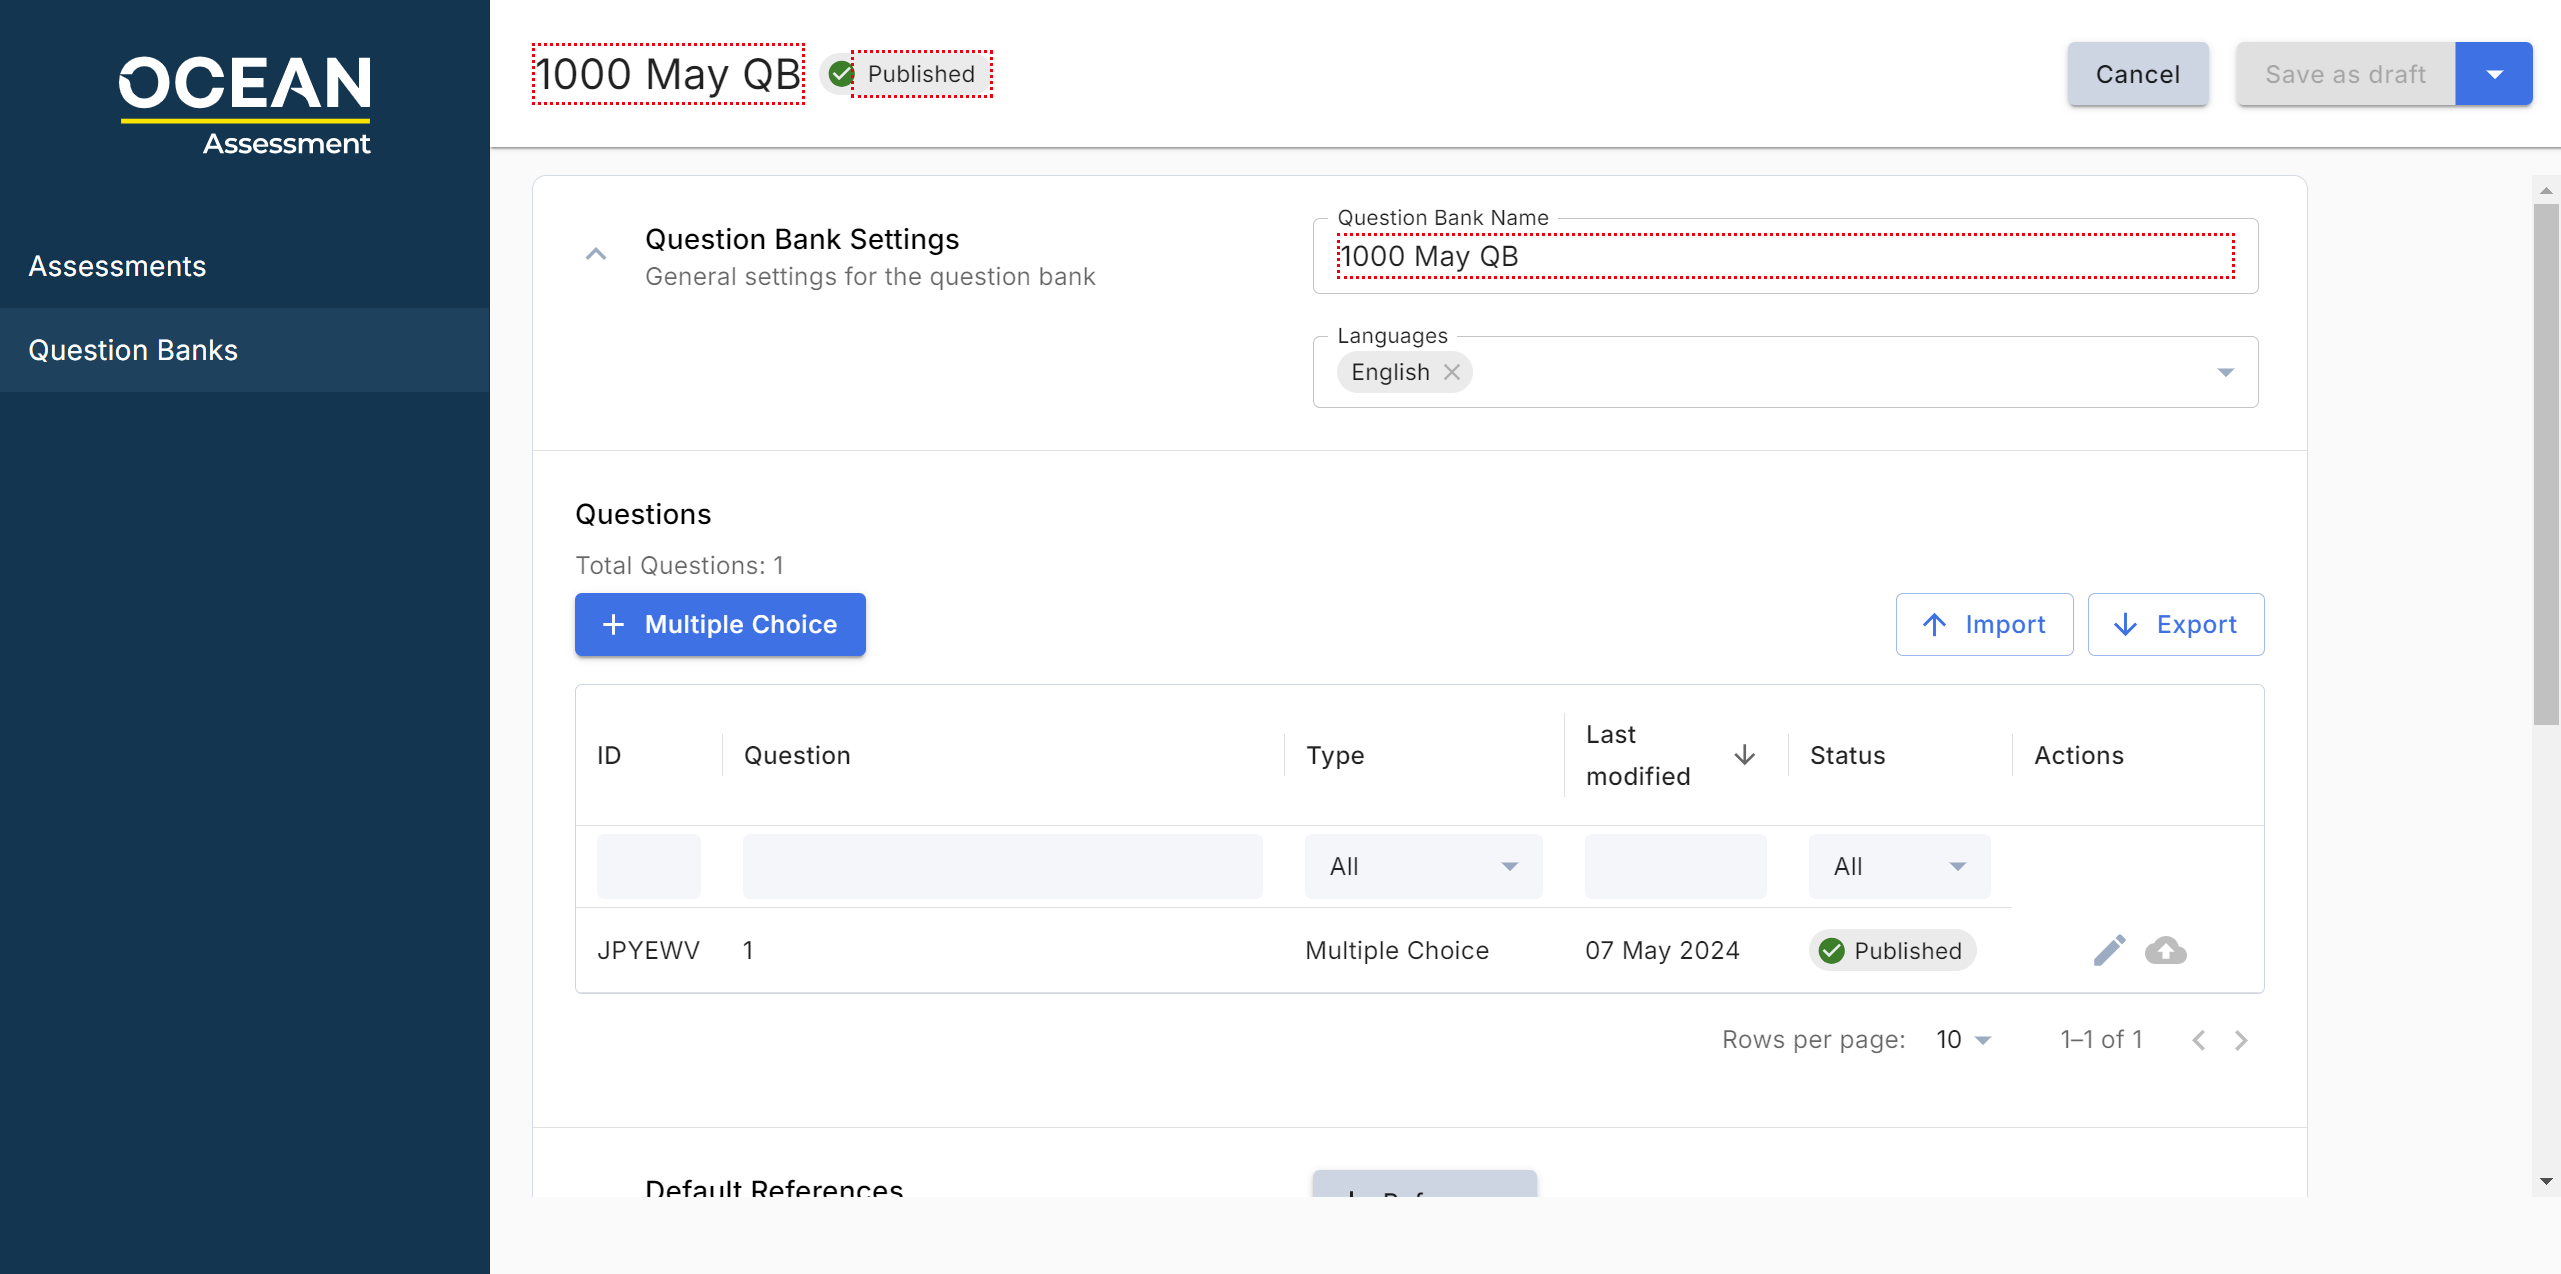 OCEAN
Assessment
Assessments
Question Banks
1000 May QB
Published
Cancel
Save as draft
Question Bank Settings
General settings for the question bank
Question Bank Name
1000 May QB
Languages
English
Questions
Total Questions: 1
Multiple Choice
Import
Export
ID
Question
Type
Last
modified
Status
Actions
All
All
JPYEWV
1
Multiple Choice
07 May 2024
Published
Rows per page:
10
1–1 of 1
Default References